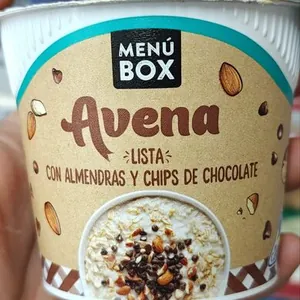 MENÚ
BOX
Avena
LISTA
CON ALMENDRAS Y CHIPS DE CHOCOLATE